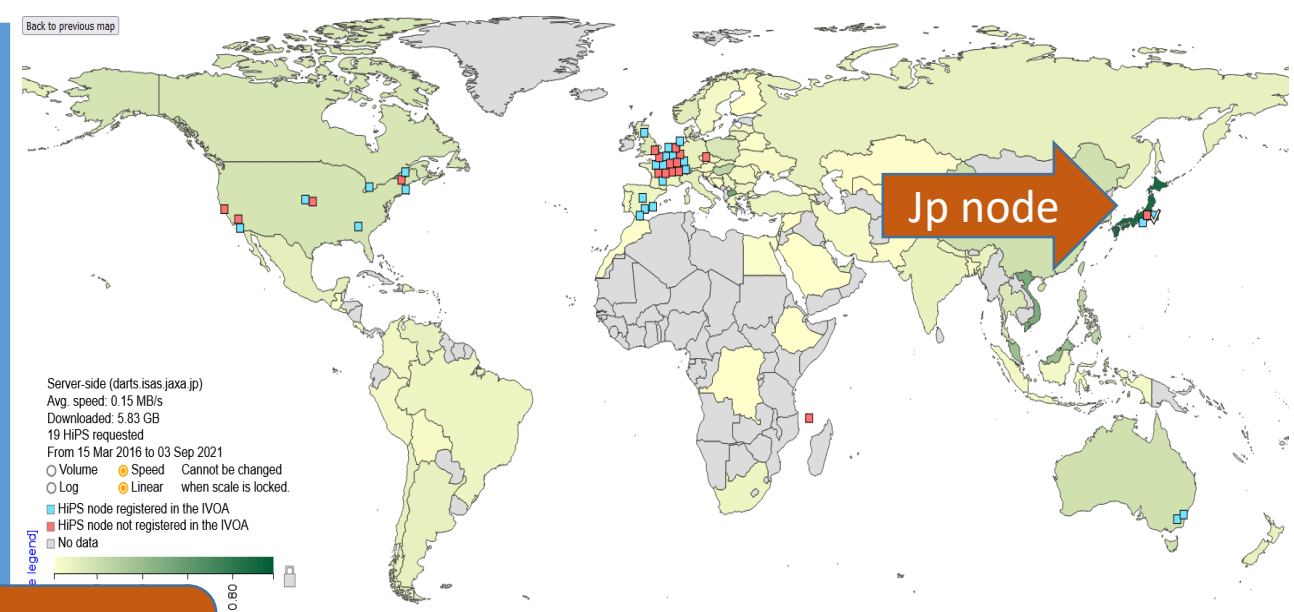 Back to previous map
Jp node
Server-side (darts.isas.jaxa.jp)
Avg. speed: 0.15 MB/s
Downloaded: 5.83 GB
19 HiPS requested
From 15 Mar 2016 to 03 Sep 2021
Volume Speed Cannot be changed
Log Linear when scale is locked.
HiPS node registered in the IVOA
HiPS node not registered in the IVOA
No data
e legend]
0.80